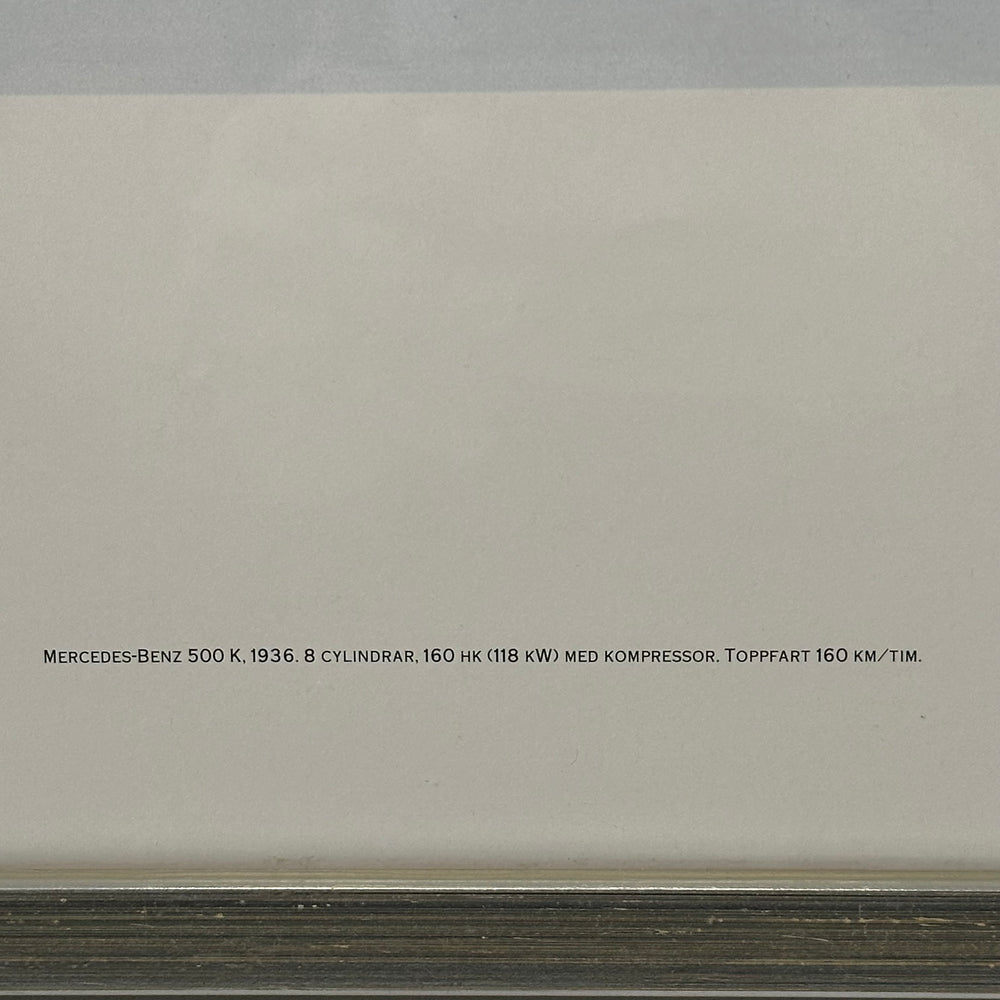 Mercedes-Benz 500 K, 1936. 8 cylindrar, 160 hk (118 kW) med kompressor. Toppfart 160 km/tim.